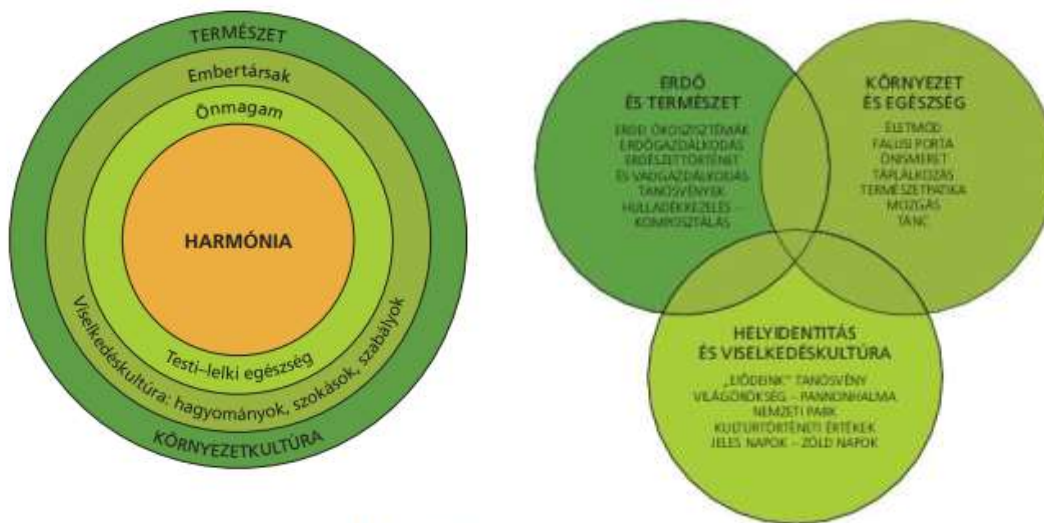 TERMÉSZET
Embertársak
Önmagam
HARMÓNIA
Testi–lelki egészség
Viselkedéskultúra: hagyományok, szokások, szabályok
KÖRNYEZETKULTÚRA
ERDŐ
ÉS TERMÉSZET
ERDEI ÖKOSZISZTÉMÁK
ERDŐGAZDÁLKODÁS
ERDÉSZETTÖRTÉNET
ÉS VADGAZDÁLKODÁS
TANÖSVÉNYEK
HULLADÉKKEZELÉS –
KOMPOSZTÁLÁS
KÖRNYEZET
ÉS EGÉSZSÉG
ÉLETMÓD
FALUSI PORTA
ÖNISMERET
TÁPLÁLKOZÁS
TERMÉSZETPATIKA
MOZGÁS
TÁNC
HELYIDENTITÁS
ÉS VISELKEDÉSKULTÚRA
„ELŐDEINK” TANÖSVÉNY
VILÁGÖRÖKSÉG – PANNONHALMA
NEMZETI PARK
KULTURTÖRTÉNETI ÉRTÉKEK
JELES NAPOK – ZÖLD NAPOK